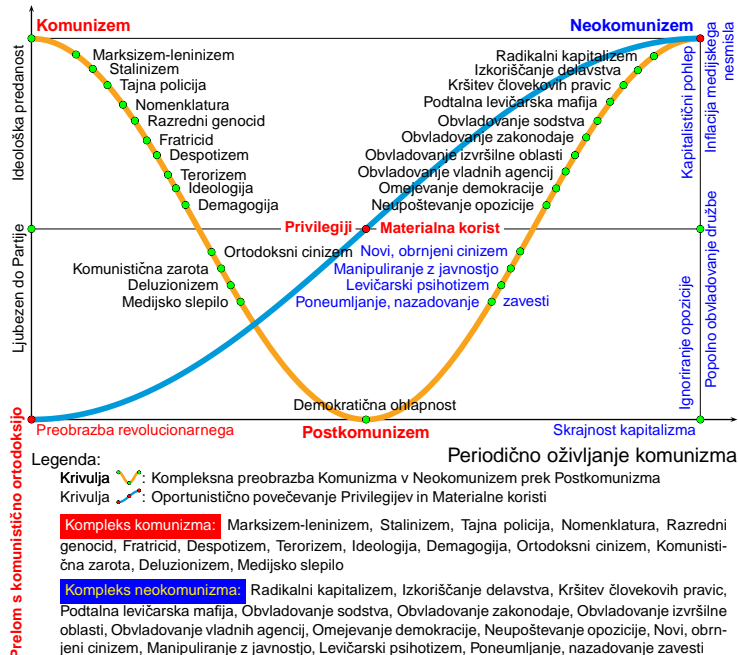 Komunizem
Neokomunizem
Ideološka predanost
Ljubezen do Partije
Prelom s komunistično ortodoksijo
Marksizem-leninizem
Stalinizem
Tajna policija
Nomenklatura
Razredni genocid
Fratricid
Despotizem
Terorizem
Ideologija
Demagogija
Ortodoksni cinizem
Komunistična zarota
Deluzionizem
Medijsko slepilo
Radikalni kapitalizem
Izkoriščanje delavstva
Kršitev človekovih pravic
Podtalna levičarska mafija
Obvladovanje sodstva
Obvladovanje zakonodaje
Obvladovanje izvršilne oblasti
Obvladovanje vladnih agencij
Omejevanje demokracije
Neupoštevanje opozicije
Privilegiji
Materialna korist
Novi, obrnjeni cinizem
Manipuliranje z javnostjo
Levičarski psihotizem
Poneumljanje, nazadovanje zavesti
Kapitalistični pohlep
Inflacija medijskega
nesmisla
Ignoriranje opozicije
Popolno obvladovanje družbe
Demokratična ohlapnost
Preobrazba revolucionarnega
Postkomunizem
Skrajnost kapitalizma
Periodično oživljanje komunizma
Legenda:
Krivulja : Kompleksna preobrazba Komunizma v Neokomunizem prek Postkomunizma
Krivulja : Oportunistično povečevanje Privilegijev in Materialne koristi
Kompleks komunizma: Marksizem-leninizem, Stalinizem, Tajna policija, Nomenklatura, Razredni
genocid, Fratricid, Despotizem, Terorizem, Ideologija, Demagogija, Ortodoksni cinizem, Komunisti-
čna zarota, Deluzionizem, Medijsko slepilo
Kompleks neokomunizma: Radikalni kapitalizem, Izkoriščanje delavstva, Kršitev človekovih pravic,
Podtalna levičarska mafija, Obvladovanje sodstva, Obvladovanje zakonodaje, Obvladovanje izvršilne
oblasti, Obvladovanje vladnih agencij, Omejevanje demokracije, Neupoštevanje opozicije, Novi, obrn-
jeni cinizem, Manipuliranje z javnostjo, Levičarski psihotizem, Poneumljanje, nazadovanje zavesti